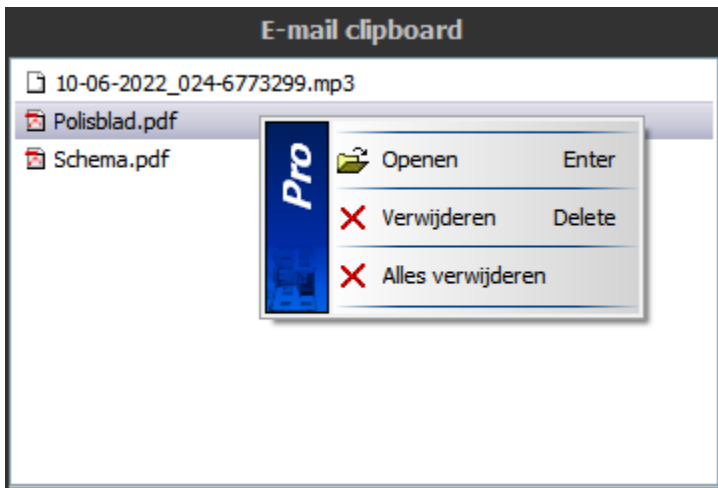 E-mail clipboard
10-06-2022_024-6773299.mp3
Polisblad.pdf
Schema.pdf
Pro
Openen Enter
Verwijderen Delete
Alles verwijderen